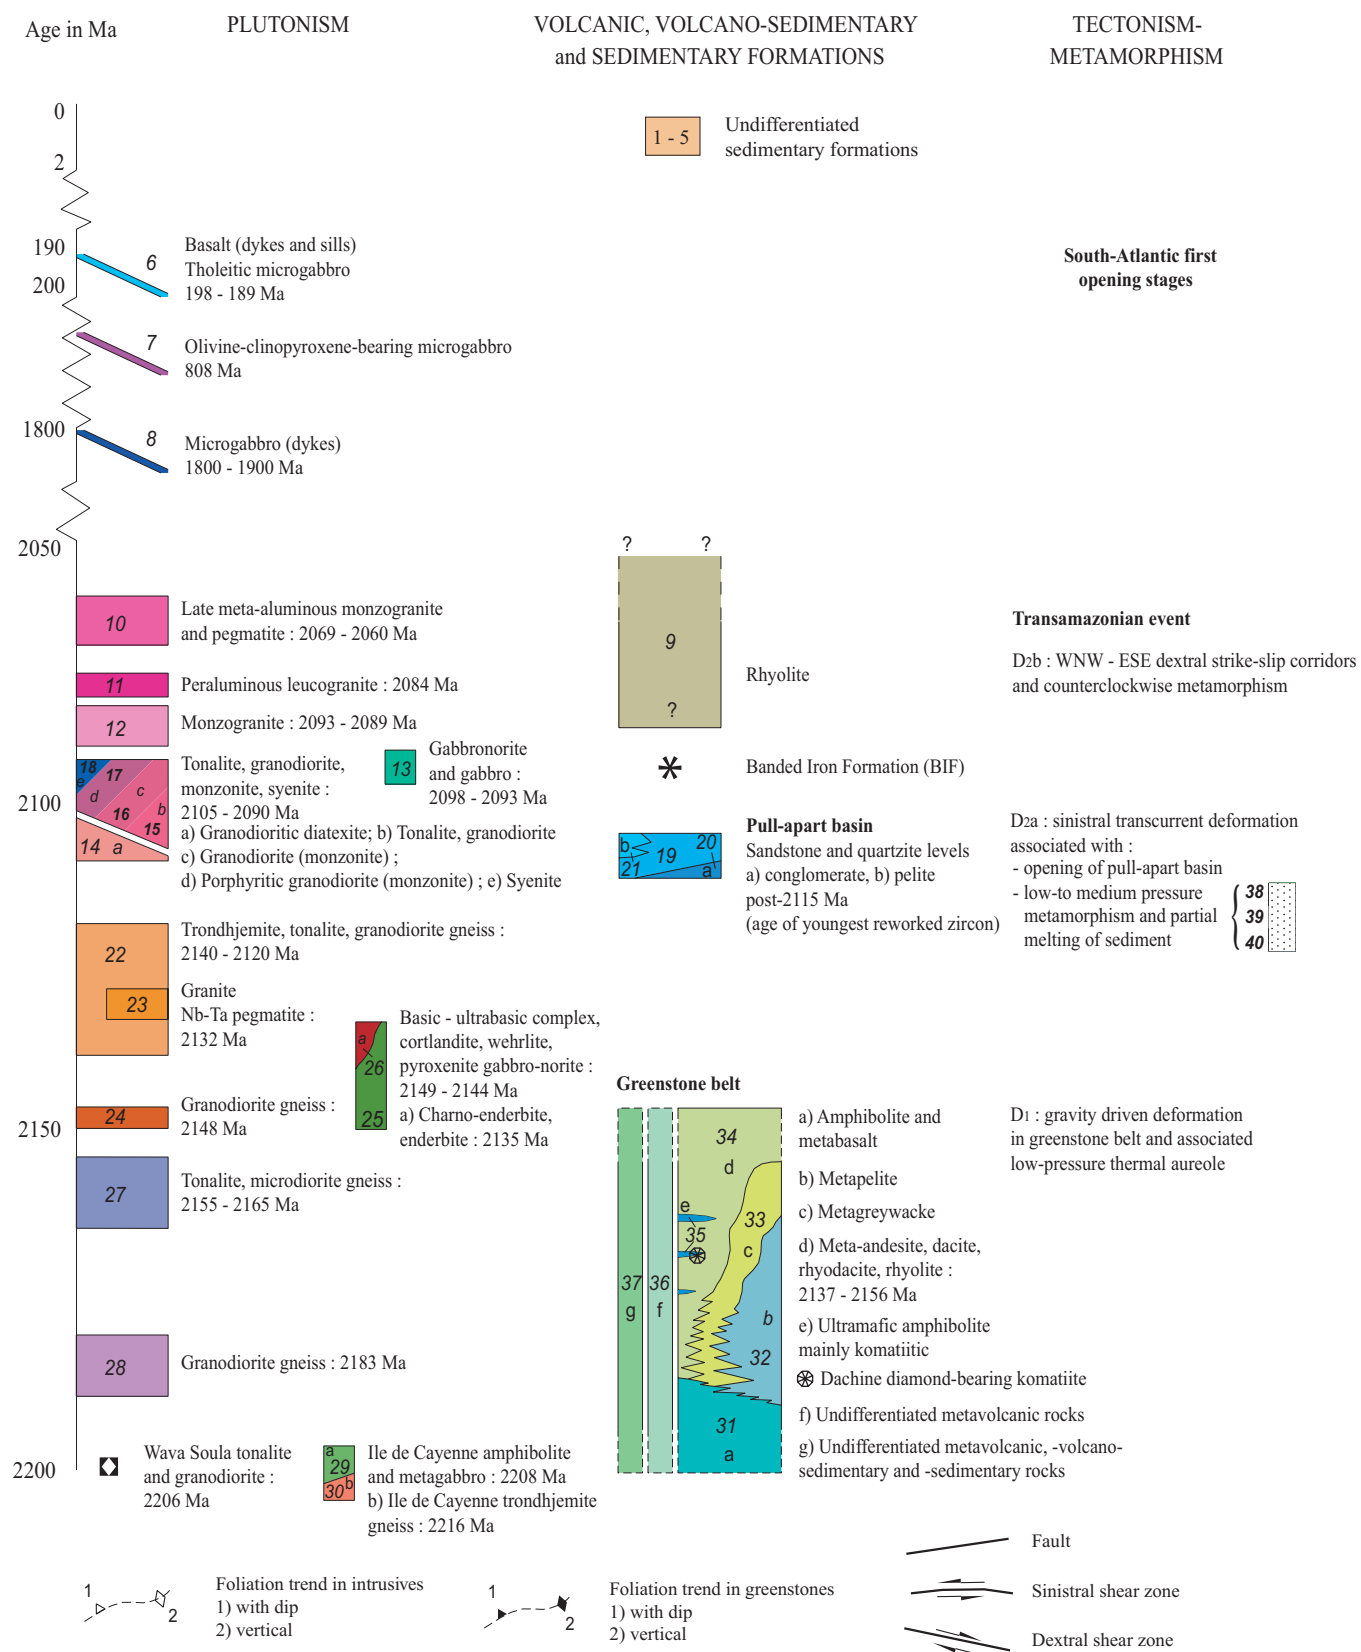 Age in Ma
PLUTONISM
VOLCANIC, VOLCANO-SEDIMENTARY
and SEDIMENTARY FORMATIONS
TECTONISM-
METAMORPHISM
0
2
1 - 5
Undifferentiated
sedimentary formations
190
200
6
Basalt (dykes and sills)
Tholeitic microgabbro
198 - 189 Ma
South-Atlantic first
opening stages
7
Olivine-clinopyroxene-bearing microgabbro
808 Ma
1800
8
Microgabbro (dykes)
1800 - 1900 Ma
2050
? ?
9
?
Rhyolite
10
Late meta-aluminous monzogranite
and pegmatite : 2069 - 2060 Ma
Transamazonian event
D2b : WNW - ESE dextral strike-slip corridors
and counterclockwise metamorphism
11
Peraluminous leucogranite : 2084 Ma
12
Monzogranite : 2093 - 2089 Ma
18
e
17
d
c
16
b
15
Tonalite, granodiorite,
monzonite, syenite :
2105 - 2090 Ma
13
Gabbronorite
and gabbro :
2098 - 2093 Ma
Banded Iron Formation (BIF)
2100
14 a
a) Granodioritic diatexite; b) Tonalite, granodiorite
c) Granodiorite (monzonite) ;
d) Porphyritic granodiorite (monzonite) ; e) Syenite
b
21
19
20
a
Pull-apart basin
Sandstone and quartzite levels
a) conglomerate, b) pelite
post-2115 Ma
(age of youngest reworked zircon)
D2a : sinistral transcurrent deformation
associated with :
- opening of pull-apart basin
- low-to medium pressure
metamorphism and partial
melting of sediment
38
39
40
22
Trondhjemite, tonalite, granodiorite gneiss :
2140 - 2120 Ma
23
Granite
Nb-Ta pegmatite :
2132 Ma
a
26
25
Basic - ultrabasic complex,
cortlandite, wehrlite,
pyroxenite gabbro-norite :
2149 - 2144 Ma
a) Charno-enderbite,
enderbite : 2135 Ma
24
Granodiorite gneiss :
2148 Ma
2150
27
Tonalite, microdiorite gneiss :
2155 - 2165 Ma
28
Granodiorite gneiss : 2183 Ma
Greenstone belt
37
g
36
f
34
d
e
35
33
c
b
32
31
a
a) Amphibolite and
metabasalt
b) Metapelite
c) Metagreywacke
d) Meta-andesite, dacite,
rhyodacite, rhyolite :
2137 - 2156 Ma
e) Ultramafic amphibolite
mainly komatiitic
Dachine diamond-bearing komatiite
f) Undifferentiated metavolcanic rocks
g) Undifferentiated metavolcanic, -volcano-
sedimentary and -sedimentary rocks
D1 : gravity driven deformation
in greenstone belt and associated
low-pressure thermal aureole
2200
Wava Soula tonalite
and granodiorite :
2206 Ma
a
29
30
b
Ile de Cayenne amphibolite
and metagabbro : 2208 Ma
b) Ile de Cayenne trondhjemite
gneiss : 2216 Ma
1
2
Foliation trend in intrusives
1) with dip
2) vertical
1
2
Foliation trend in greenstones
1) with dip
2) vertical
Fault
Sinistral shear zone
Dextral shear zone